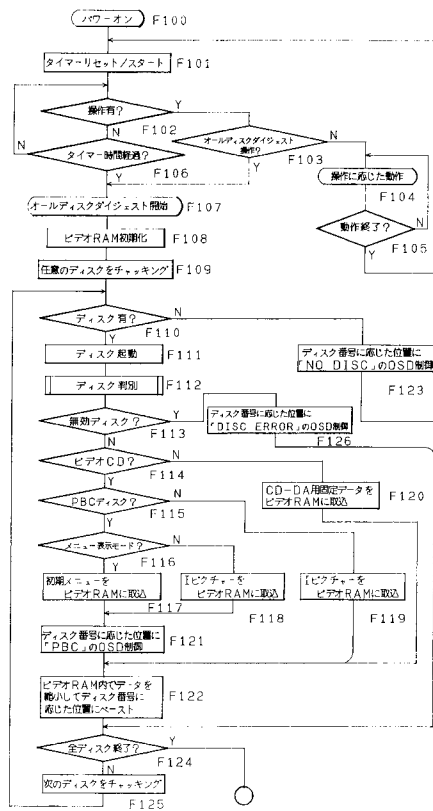 パワーオン F100
タイマーリセット/スタート F101
操作有? Y
N F102
オールディスクダイジェスト
操作? N
Y F103
タイマー時間経過? N
Y F106
操作に応じた動作
F104
動作終了? N
Y F105
オールディスクダイジェスト開始 F107
ビデオRAM初期化 F108
任意のディスクをチャッキング F109
ディスク有? N
Y F110
ディスク起動 F111
ディスク判別 F112
ディスク番号に応じた位置に
「NO DISC」のOSD制御
F123
無効ディスク? Y
N F113
ディスク番号に応じた位置に
「DISC ERROR」のOSD制御
F126
ビデオCD? N
Y F114
CD-DA用固定データを
ビデオRAMに取込
F120
PBCディスク? N
Y F115
メニュー表示モード? N
Y F116
初期メニューを
ビデオRAMに取込
F117
Iピクチャーを
ビデオRAMに取込
F118
Iピクチャーを
ビデオRAMに取込
F119
ディスク番号に応じた位置に
「PBC」のOSD制御
F121
ビデオRAM内でデータを
縮小してディスク番号に
応じた位置にペースト
F122
全ディスク終了? Y
N F124
次のディスクをチャッキング
F125